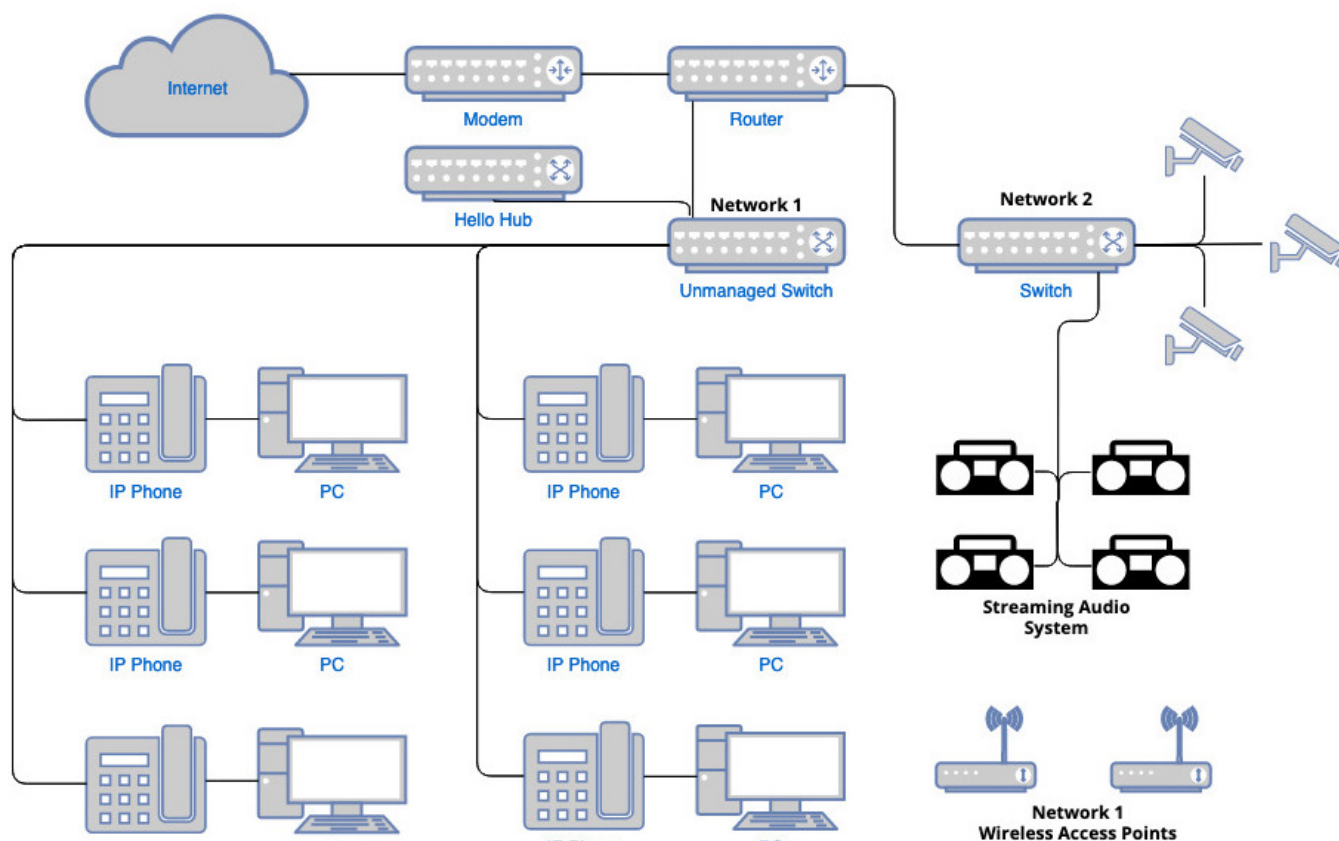 Internet
Modem
Router
Hello Hub
Network 1
Network 2
Unmanaged Switch
Switch
IP Phone
PC
IP Phone
PC
IP Phone
PC
IP Phone
PC
Streaming Audio
System
Network 1
Wireless Access Points